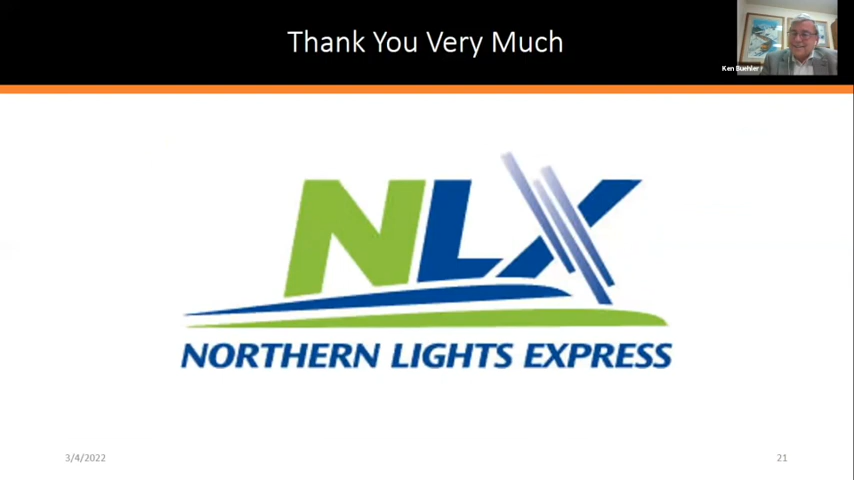 Thank You Very Much
Ken Buehler
NLX
NORTHERN LIGHTS EXPRESS
3/4/2022
21